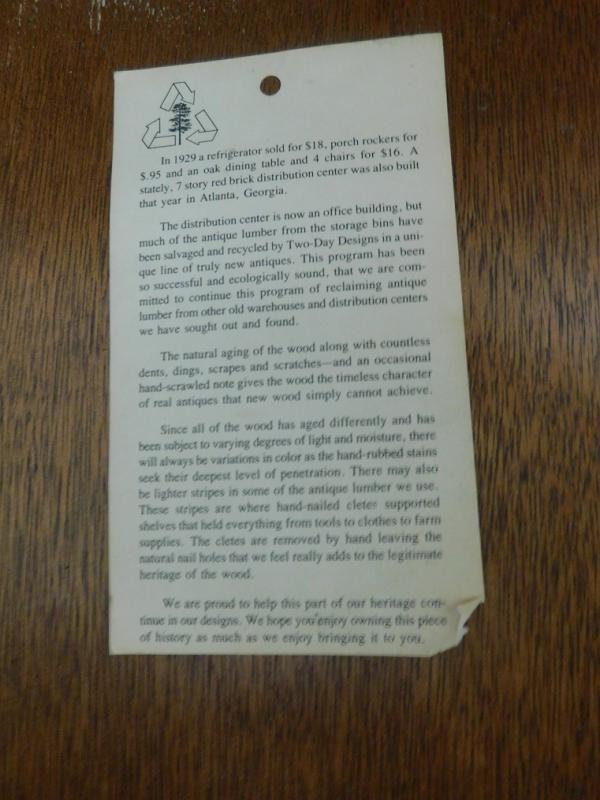 In 1929 a refrigerator sold for $18, porch rockers for
$.95 and an oak dining table and 4 chairs for $16. A
stately, 7 story red brick distribution center was also built
that year in Atlanta, Georgia.
The distribution center is now an office building, but
much of the antique lumber from the storage bins have
been salvaged and recycled by Two-Day Designs in a uni-
que line of truly new antiques. This program has been
so successful and ecologically sound, that we are com-
mitted to continue this program of reclaiming antique
lumber from other old warehouses and distribution centers
we have sought out and found.
The natural aging of the wood along with countless
dents, dings, scrapes and scratches—and an occasional
hand-scrawled note gives the wood the timeless character
of real antiques that new wood simply cannot achieve.
Since all of the wood has aged differently and has
been subject to varying degrees of light and moisture, there
will always be variations in color as the hand-rubbed stains
seek their deepest level of penetration. There may also
be lighter stripes in some of the antique lumber we use.
These stripes are where hand-nailed cletes supported
shelves that held everything from tools to clothes to farm
supplies. The cletes are removed by hand leaving the
natural nail holes that we feel really adds to the legitimate
heritage of the wood.
We are proud to help this part of our heritage con-
tinue in our designs. We hope you enjoy owning this piece
of history as much as we enjoy bringing it to you.